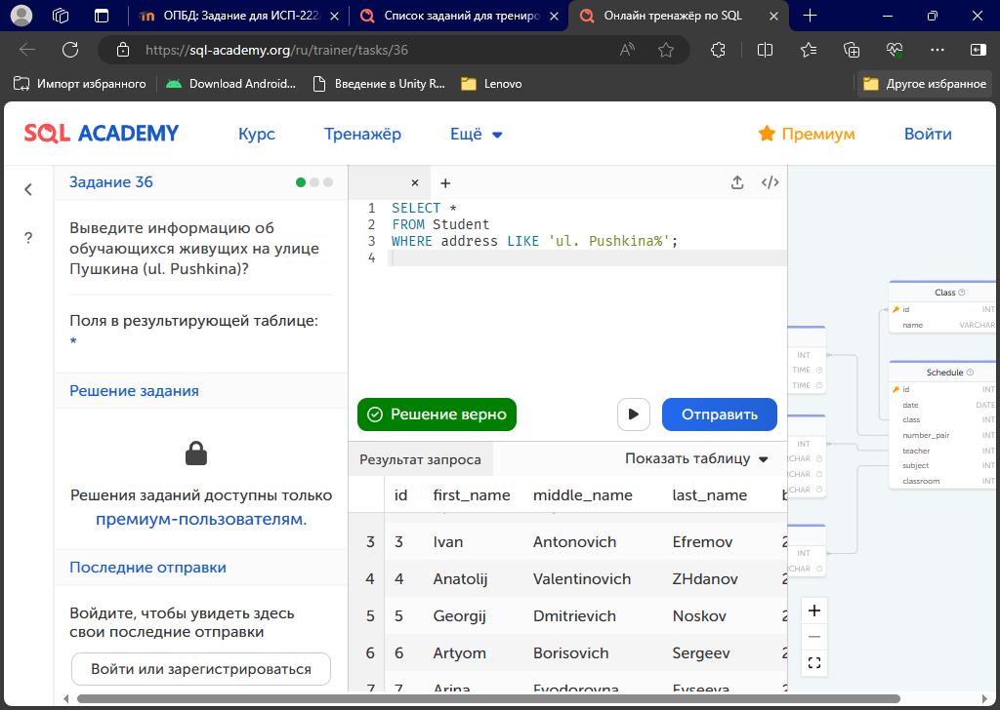 ОПБД: Задание для ИСП-222
Список заданий для трениро
Онлайн тренажёр по SQL
https://sql-academy.org/ru/trainer/tasks/36
Импорт избранного
Download Android...
Введение в Unity R...
Lenovo
Другое избранное
SQL ACADEMY
Курс
Тренажёр
Ещё
Премиум
Войти
Задание 36
?
Выведите информацию об
обучающихся живущих на улице
Пушкина (ul. Pushkina)?
Поля в результирующей таблице:
*
Решение задания
Решения заданий доступны только
премиум-пользователям.
Последние отправки
Войдите, чтобы увидеть здесь
свои последние отправки
Войти или зарегистрироваться
1 SELECT *
2 FROM Student
3 WHERE address LIKE 'ul. Pushkina%';
4
Решение верно
Отправить
Результат запроса
Показать таблицу
id first_name middle_name last_name b
3 3 Ivan Antonovich Efremov 2
4 4 Anatolij Valentinovich ZHdanov 2
5 5 Georgij Dmitrievich Noskov 2
6 6 Artyom Borisovich Sergeev 2
7 7 Arina Fyodorovna Evseeva 2
INT
TIME
TIME
INT
RCHAR
RCHAR
RCHAR
INT
RCHAR
Class
id INT
name VARCHAR
Schedule
id INT
date DATE
class INT
number_pair INT
teacher INT
subject INT
classroom INT